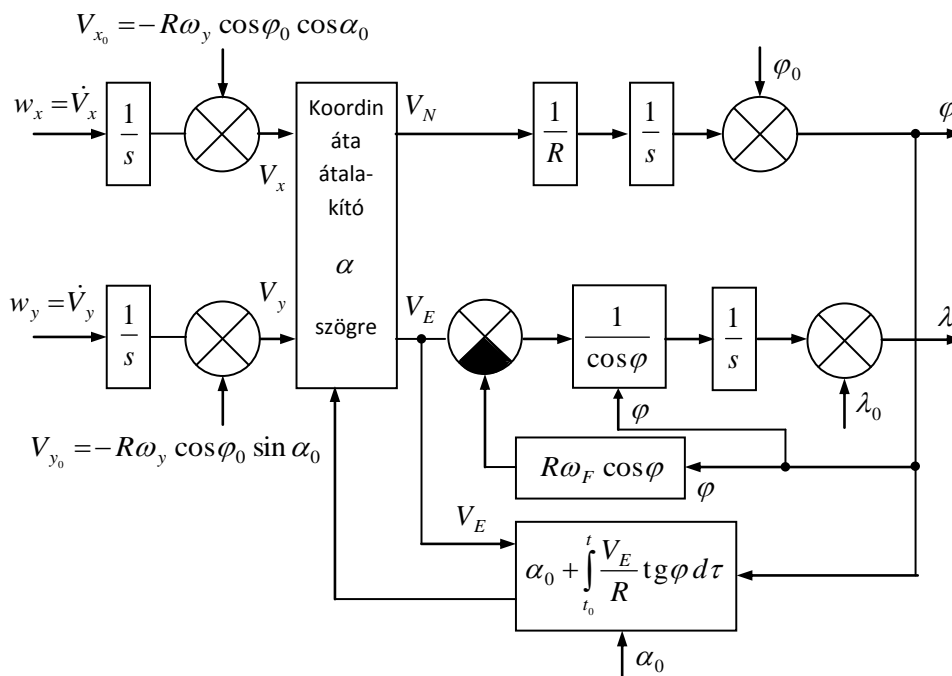 V_{x_0} = -Rω_y cosφ_0 cosα_0
φ_0
w_x = V̇_x
1/s
V_x
Koordin
áta
átala-
kító
α
szögre
V_N
1/R
1/s
φ
w_y = V̇_y
1/s
V_y
V_E
1/cosφ
1/s
λ
φ
λ_0
V_{y_0} = -Rω_y cosφ_0 sin α_0
Rω_F cosφ
φ
V_E
α_0 + ∫_{t_0}^{t} V_E/R tgφ dτ
α_0